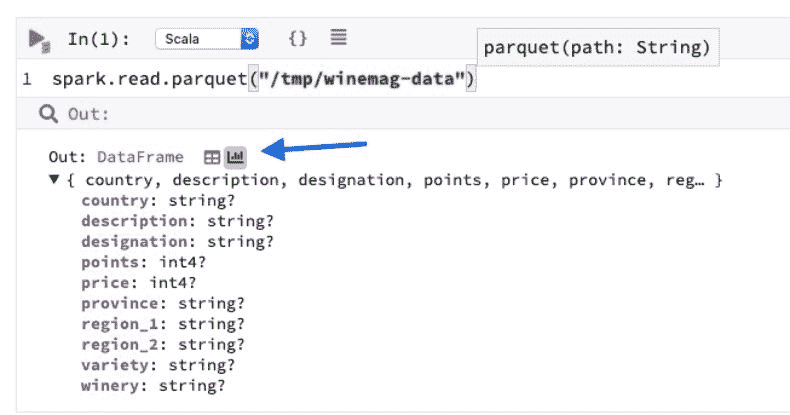 In(1): Scala {}
parquet(path: String)
1 spark.read.parquet("/tmp/winemag-data")
Out:
Out: DataFrame
▼ { country, description, designation, points, price, province, reg… }
country: string?
description: string?
designation: string?
points: int4?
price: int4?
province: string?
region_1: string?
region_2: string?
variety: string?
winery: string?